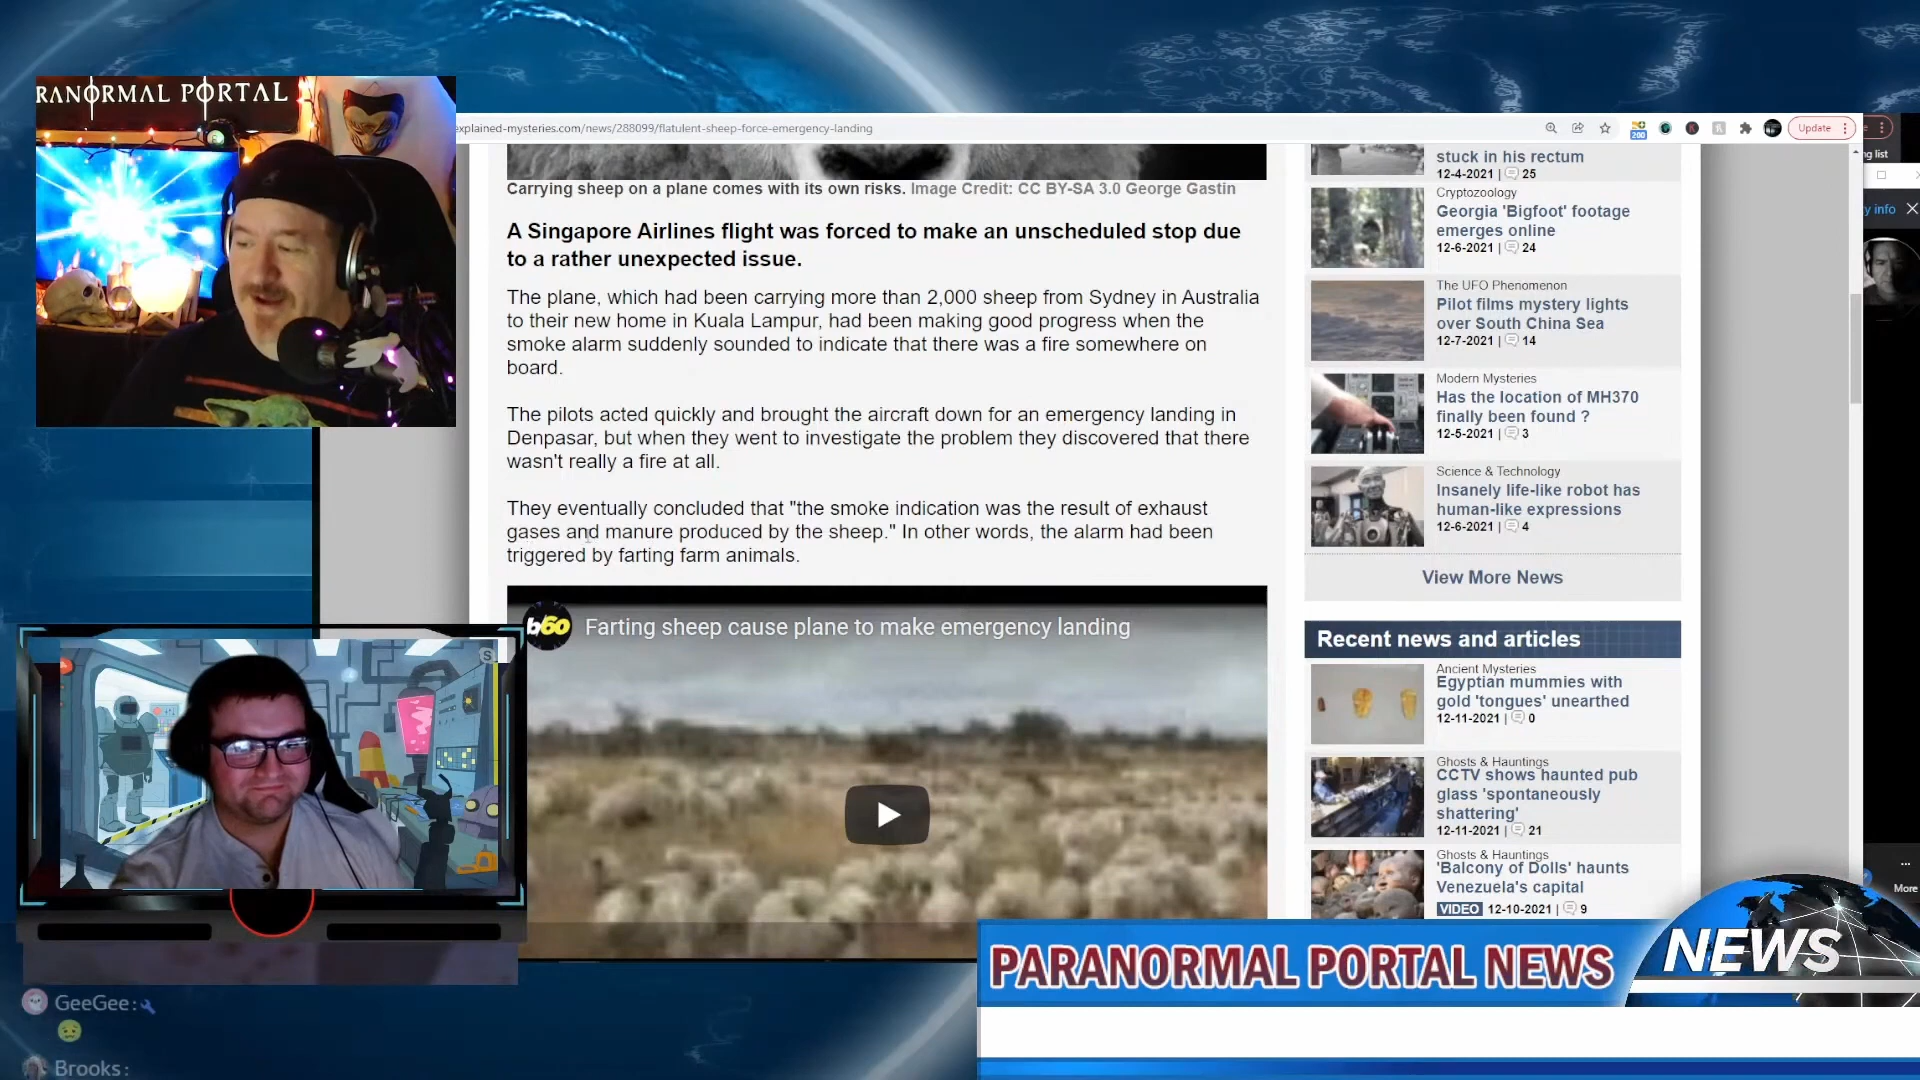 RANORMAL PORTAL
explained-mysteries.com/news/288099/flatulent-sheep-force-emergency-landing
200
Update
ng list
Carrying sheep on a plane comes with its own risks. Image Credit: CC BY-SA 3.0 George Gastin
A Singapore Airlines flight was forced to make an unscheduled stop due
to a rather unexpected issue.
The plane, which had been carrying more than 2,000 sheep from Sydney in Australia
to their new home in Kuala Lampur, had been making good progress when the
smoke alarm suddenly sounded to indicate that there was a fire somewhere on
board.
The pilots acted quickly and brought the aircraft down for an emergency landing in
Denpasar, but when they went to investigate the problem they discovered that there
wasn't really a fire at all.
They eventually concluded that "the smoke indication was the result of exhaust
gases and manure produced by the sheep." In other words, the alarm had been
triggered by farting farm animals.
b60 Farting sheep cause plane to make emergency landing
stuck in his rectum
12-4-2021 | 25
Cryptozoology
Georgia 'Bigfoot' footage
emerges online
12-6-2021 | 24
The UFO Phenomenon
Pilot films mystery lights
over South China Sea
12-7-2021 | 14
Modern Mysteries
Has the location of MH370
finally been found ?
12-5-2021 | 3
Science & Technology
Insanely life-like robot has
human-like expressions
12-6-2021 | 4
View More News
Recent news and articles
Ancient Mysteries
Egyptian mummies with
gold 'tongues' unearthed
12-11-2021 | 0
Ghosts & Hauntings
CCTV shows haunted pub
glass 'spontaneously
shattering'
12-11-2021 | 21
Ghosts & Hauntings
'Balcony of Dolls' haunts
Venezuela's capital
VIDEO 12-10-2021 | 9
y info
More
PARANORMAL PORTAL NEWS
NEWS
GeeGee:
Brooks: